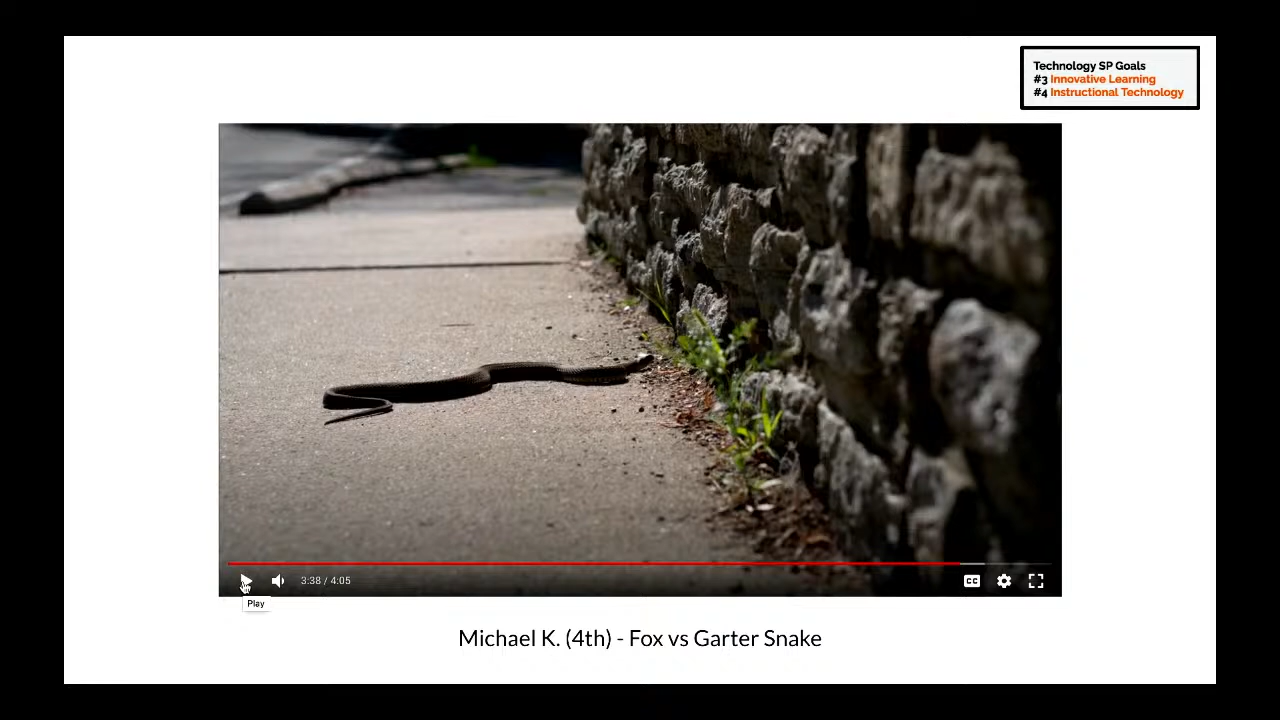 Technology SP Goals
#3 Innovative Learning
#4 Instructional Technology
3:38 / 4:05
CC
Play
Michael K. (4th) - Fox vs Garter Snake